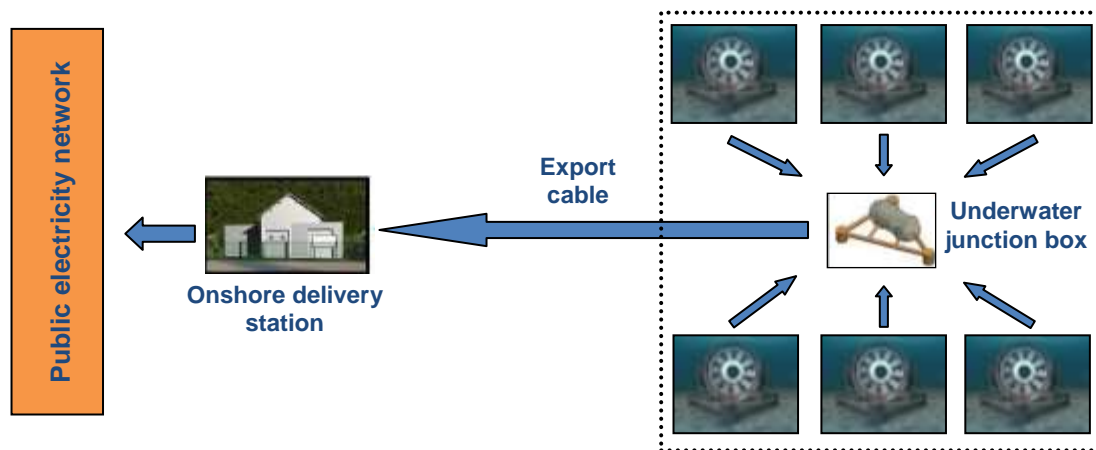 Public electricity network
Export
cable
Underwater
junction box
Onshore delivery
station